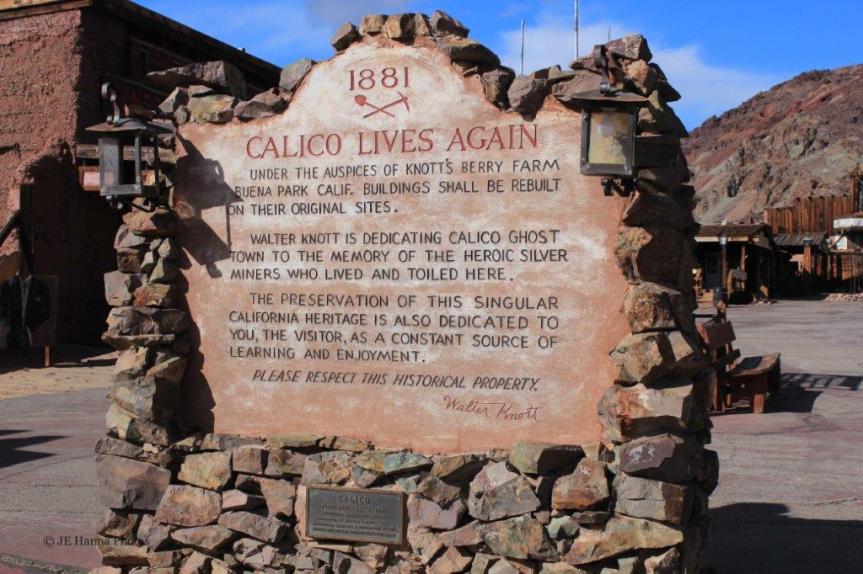 1881
CALICO LIVES AGAIN
UNDER THE AUSPICES OF KNOTT'S BERRY FARM
BUENA PARK CALIF. BUILDINGS SHALL BE REBUILT
ON THEIR ORIGINAL SITES.
WALTER KNOTT IS DEDICATING CALICO GHOST
TOWN TO THE MEMORY OF THE HEROIC SILVER
MINERS WHO LIVED AND TOILED HERE.
THE PRESERVATION OF THIS SINGULAR
CALIFORNIA HERITAGE IS ALSO DEDICATED TO
YOU, THE VISITOR, AS A CONSTANT SOURCE OF
LEARNING AND ENJOYMENT.
PLEASE RESPECT THIS HISTORICAL PROPERTY.
Walter Knott
CALICO
© JE Hanna Photos